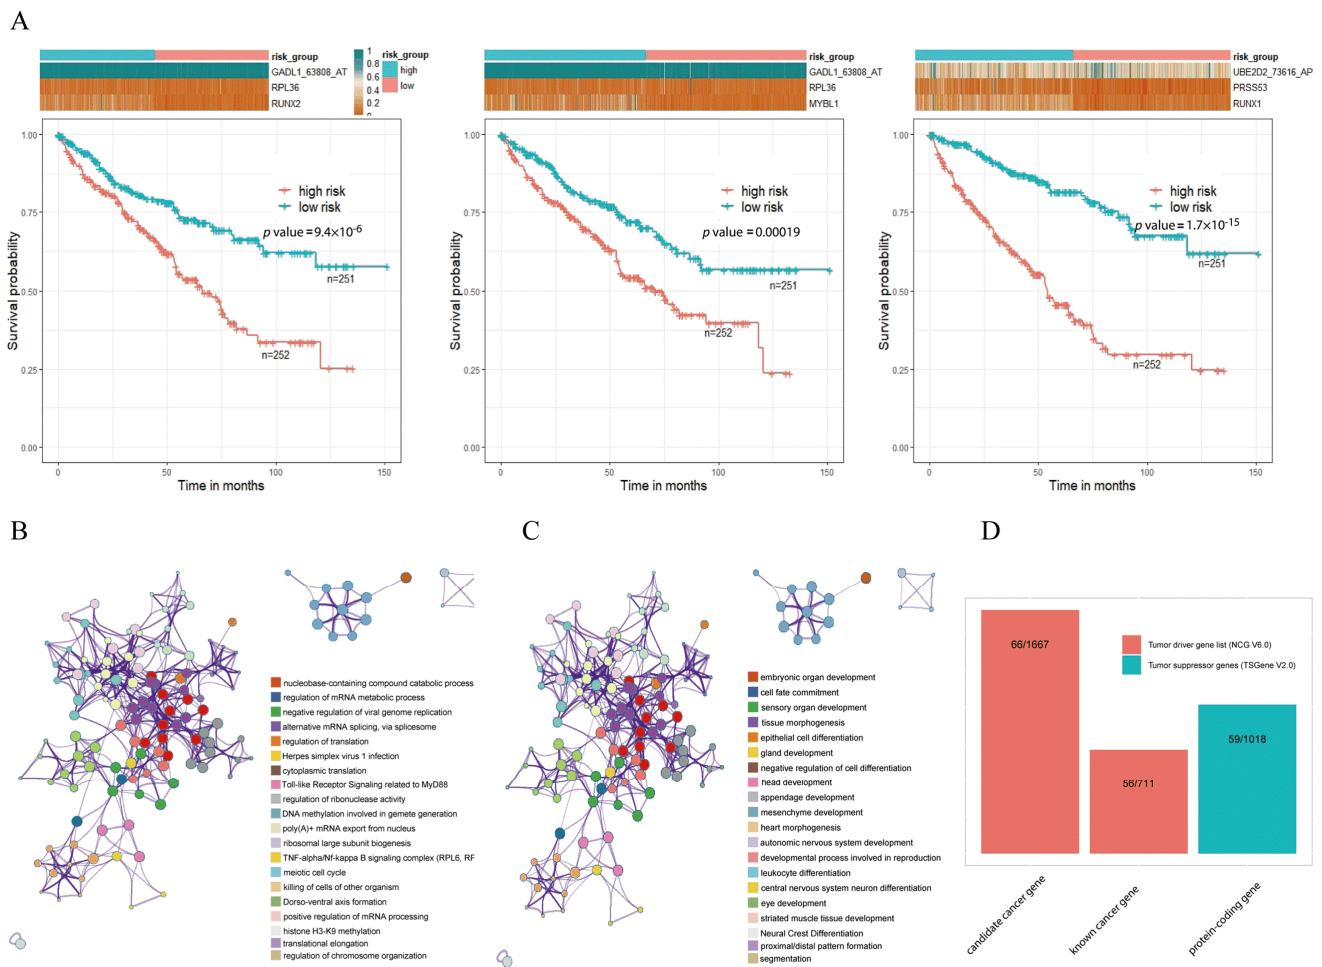 A
risk_group
GADL1_63808_AT
RPL36
RUNX2
1
0.8
0.6
0.4
0.2
0
risk_group
high
low
1.00
0.75
0.50
0.25
0.00
Survival probability
high risk
low risk
p value = 9.4×10-6
n=251
n=252
0
50
100
150
Time in months
risk_group
GADL1_63808_AT
RPL36
MYBL1
1.00
0.75
0.50
0.25
0.00
Survival probability
high risk
low risk
p value = 0.00019
n=251
n=252
0
50
100
150
Time in months
risk_group
UBE2D2_73616_AP
PRSS53
RUNX1
1.00
0.75
0.50
0.25
0.00
Survival probability
high risk
low risk
p value = 1.7×10-15
n=251
n=252
0
50
100
150
Time in months
B
nucleobase-containing compound catabolic process
regulation of mRNA metabolic process
negative regulation of viral genome replication
alternative mRNA splicing, via splicesome
regulation of translation
Herpes simplex virus 1 infection
cytoplasmic translation
Toll-like Receptor Signaling related to MyD88
regulation of ribonuclease activity
DNA methylation involved in gemete generation
poly(A)+ mRNA export from nucleus
ribosomal large subunit biogenesis
TNF-alpha/Nf-kappa B signaling complex (RPL6, RF
meiotic cell cycle
killing of cells of other organism
Dorso-ventral axis formation
positive regulation of mRNA processing
histone H3-K9 methylation
translational elongation
regulation of chromosome organization
C
embryonic organ development
cell fate commitment
sensory organ development
tissue morphogenesis
epithelial cell differentiation
gland development
negative regulation of cell differentiation
head development
appendage development
mesenchyme development
heart morphogenesis
autonomic nervous system development
developmental process involved in reproduction
leukocyte differentiation
central nervous system neuron differentiation
eye development
striated muscle tissue development
Neural Crest Differentiation
proximal/distal pattern formation
segmentation
D
66/1667
56/711
59/1018
Tumor driver gene list (NCG V6.0)
Tumor suppressor genes (TSGene V2.0)
candidate cancer gene
known cancer gene
protein-coding gene